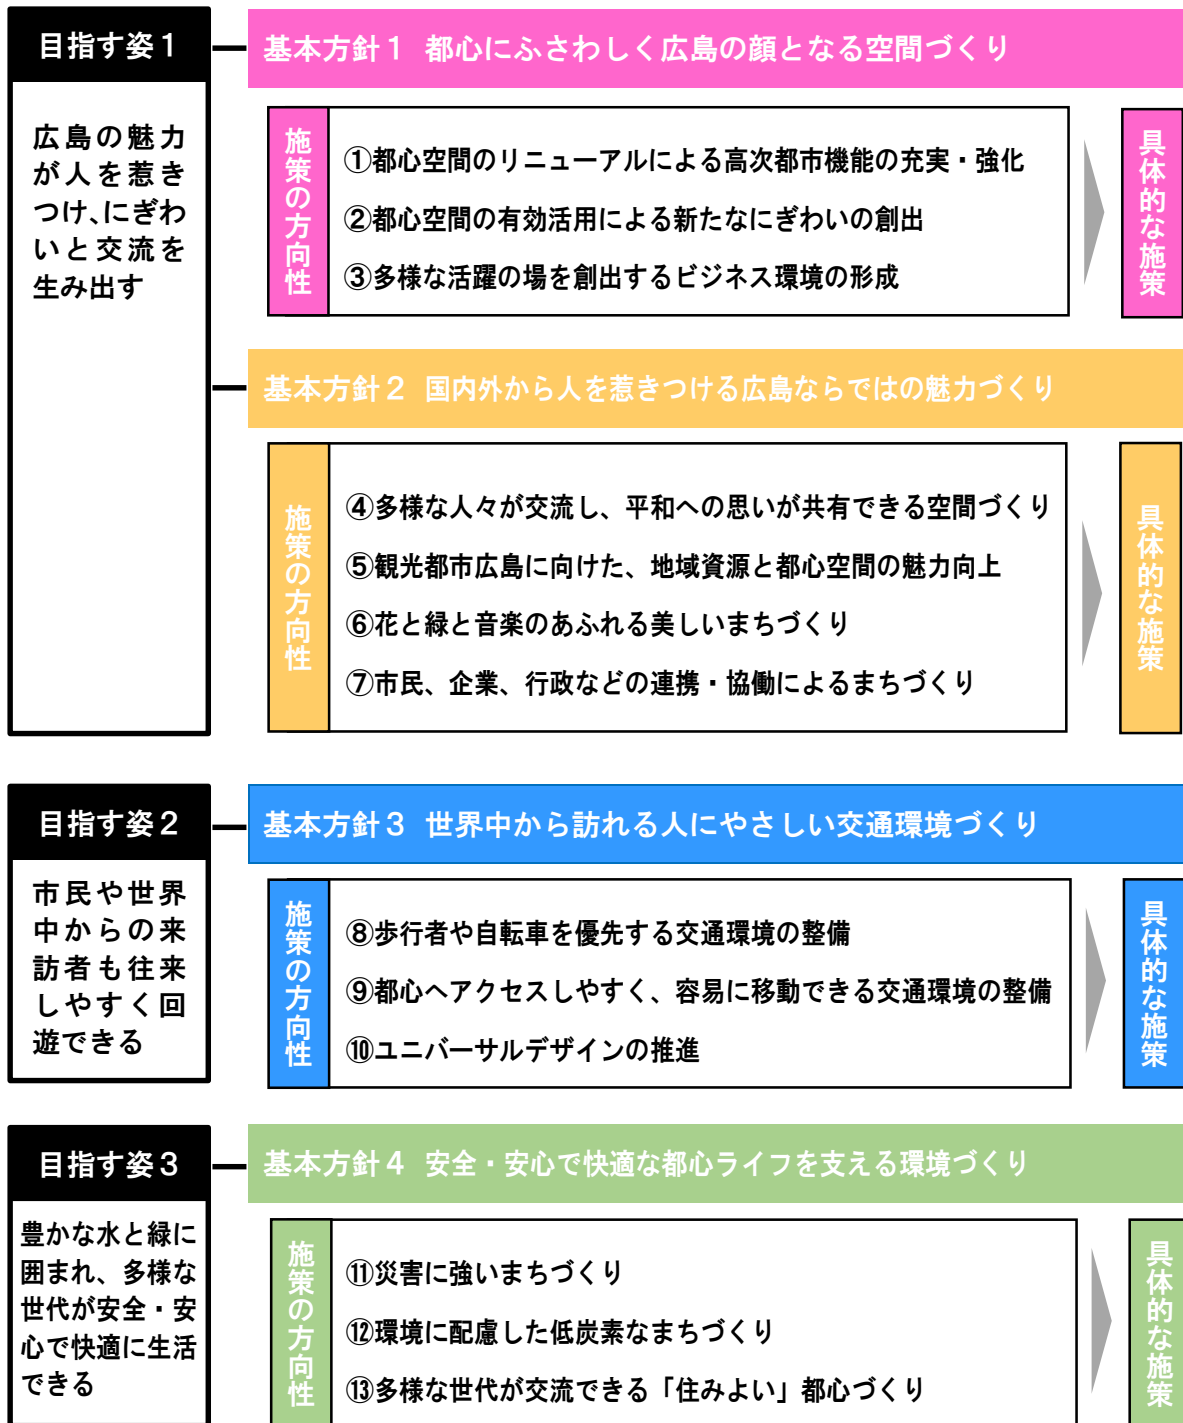 目指す姿１
広島の魅力
が人を惹き
つけ、にぎわ
いと交流を
生み出す
基本方針１ 都心にふさわしく広島の顔となる空間づくり
施策の方向性
①都心空間のリニューアルによる高次都市機能の充実・強化
②都心空間の有効活用による新たなにぎわいの創出
③多様な活躍の場を創出するビジネス環境の形成
具体的な施策
基本方針２ 国内外から人を惹きつける広島ならではの魅力づくり
施策の方向性
④多様な人々が交流し、平和への思いが共有できる空間づくり
⑤観光都市広島に向けた、地域資源と都心空間の魅力向上
⑥花と緑と音楽のあふれる美しいまちづくり
⑦市民、企業、行政などの連携・協働によるまちづくり
具体的な施策
目指す姿２
市民や世界
中からの来
訪者も往来
しやすく回
遊できる
基本方針３ 世界中から訪れる人にやさしい交通環境づくり
施策の方向性
⑧歩行者や自転車を優先する交通環境の整備
⑨都心へアクセスしやすく、容易に移動できる交通環境の整備
⑩ユニバーサルデザインの推進
具体的な施策
目指す姿３
豊かな水と緑に
囲まれ、多様な
世代が安全・安
心で快適に生活
できる
基本方針４ 安全・安心で快適な都心ライフを支える環境づくり
施策の方向性
⑪災害に強いまちづくり
⑫環境に配慮した低炭素なまちづくり
⑬多様な世代が交流できる「住みよい」都心づくり
具体的な施策